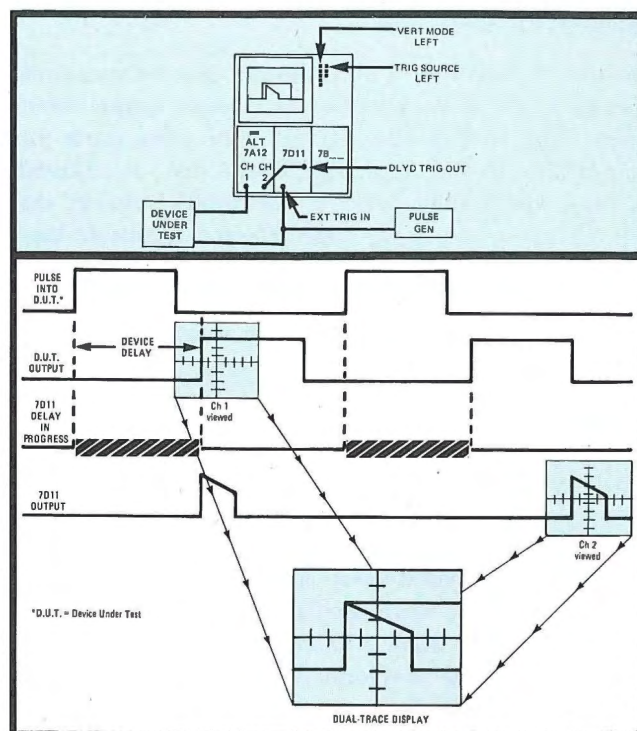 VERT MODE
LEFT
TRIG SOURCE
LEFT
ALT
7A12
7D11
7B__
CH
1
CH
2
DLYD TRIG OUT
EXT TRIG IN
DEVICE
UNDER
TEST
PULSE
GEN
PULSE
INTO
D.U.T.*
DEVICE
DELAY
D.U.T.
OUTPUT
Ch 1
viewed
7D11
DELAY
IN
PROGRESS
7D11
OUTPUT
Ch 2
viewed
*D.U.T. = Device Under Test
DUAL-TRACE DISPLAY